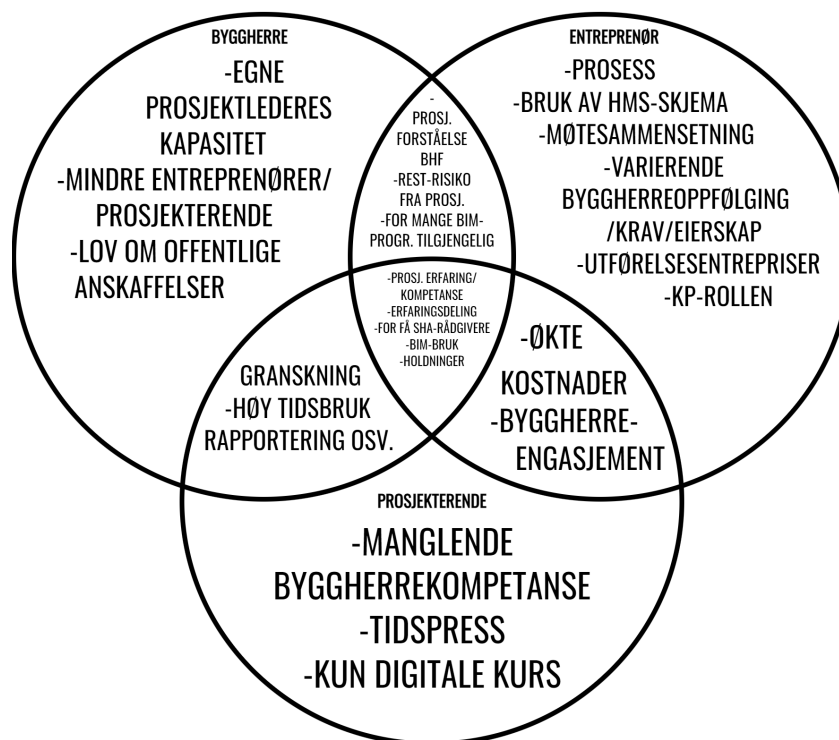 BYGGHERRE
-EGNE
PROSJEKTLEDERES
KAPASITET
-MINDRE ENTREPRENØRER/
PROSJEKTERENDE
-LOV OM OFFENTLIGE
ANSKAFFELSER
-
PROSJ.
FORSTÅELSE
BHF
-REST-RISIKO
FRA PROSJ.
-FOR MANGE BIM-
PROGR. TILGJENGELIG
ENTREPRENØR
-PROSESS
-BRUK AV HMS-SKJEMA
-MØTESAMMENSETNING
-VARIERENDE
BYGGHERREOPPFØLGING
/KRAV/EIERSKAP
-UTFØRELSESENTREPRISER
-KP-ROLLEN
-PROSJ. ERFARING/
KOMPETANSE
-ERFARINGSDELING
-FOR FÅ SHA-RÅDGIVERE
-BIM-BRUK
-HOLDNINGER
GRANSKNING
-HØY TIDSBRUK
RAPPORTERING OSV.
-ØKTE
KOSTNADER
-BYGGHERRE-
ENGASJEMENT
PROSJEKTERENDE
-MANGLENDE
BYGGHERREKOMPETANSE
-TIDSPRESS
-KUN DIGITALE KURS